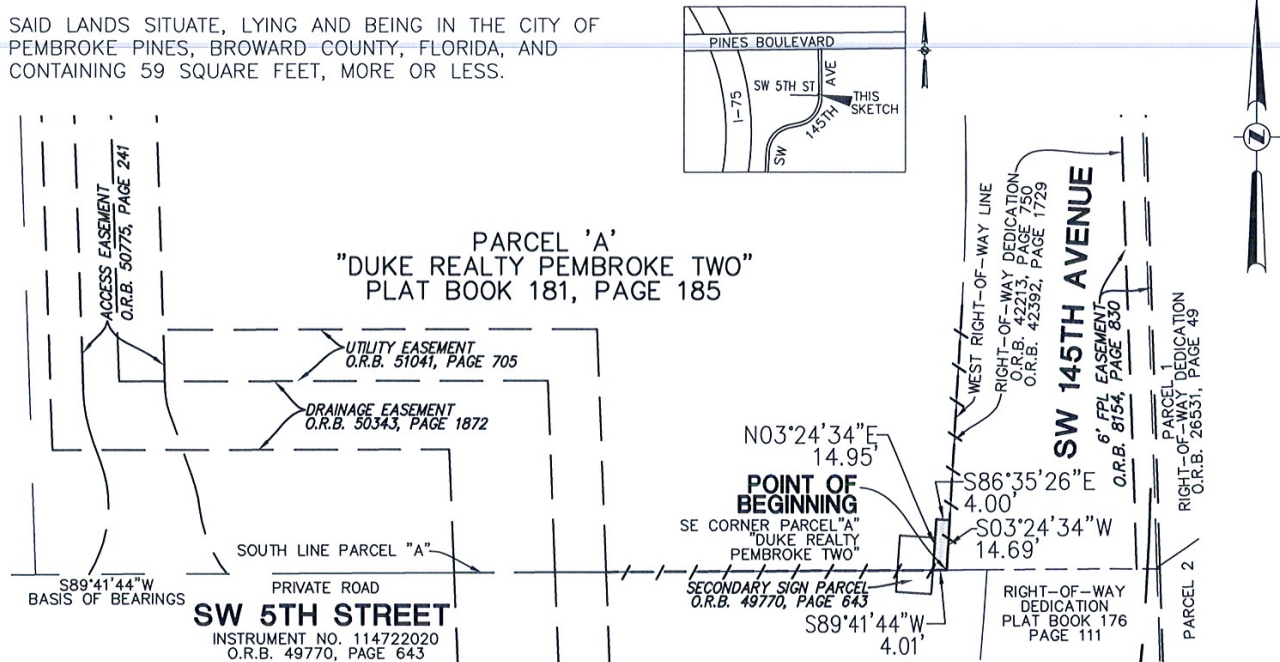 SAID LANDS SITUATE, LYING AND BEING IN THE CITY OF
PEMBROKE PINES, BROWARD COUNTY, FLORIDA, AND
CONTAINING 59 SQUARE FEET, MORE OR LESS.
PINES BOULEVARD
I-75
SW 5TH ST
AVE
145TH
SW
THIS
SKETCH
Z
ACCESS EASEMENT
O.R.B. 50775, PAGE 241
PARCEL 'A'
"DUKE REALTY PEMBROKE TWO"
PLAT BOOK 181, PAGE 185
UTILITY EASEMENT
O.R.B. 51041, PAGE 705
DRAINAGE EASEMENT
O.R.B. 50343, PAGE 1872
WEST RIGHT-OF-WAY LINE
RIGHT-OF-WAY DEDICATION
O.R.B. 42213, PAGE 750
O.R.B. 42392, PAGE 1729
SW 145TH AVENUE
6' FPL EASEMENT
O.R.B. 8154, PAGE 830
PARCEL 1
RIGHT-OF-WAY DEDICATION
O.R.B. 26531, PAGE 49
N03°24'34"E
14.95'
POINT OF
BEGINNING
SE CORNER PARCEL"A"
"DUKE REALTY
PEMBROKE TWO"
S86°35'26"E
4.00'
S03°24'34"W
14.69'
SOUTH LINE PARCEL "A"
S89°41'44"W
BASIS OF BEARINGS
PRIVATE ROAD
SW 5TH STREET
INSTRUMENT NO. 114722020
O.R.B. 49770, PAGE 643
SECONDARY SIGN PARCEL
O.R.B. 49770, PAGE 643
S89°41'44"W
4.01'
RIGHT-OF-WAY
DEDICATION
PLAT BOOK 176
PAGE 111
PARCEL 2